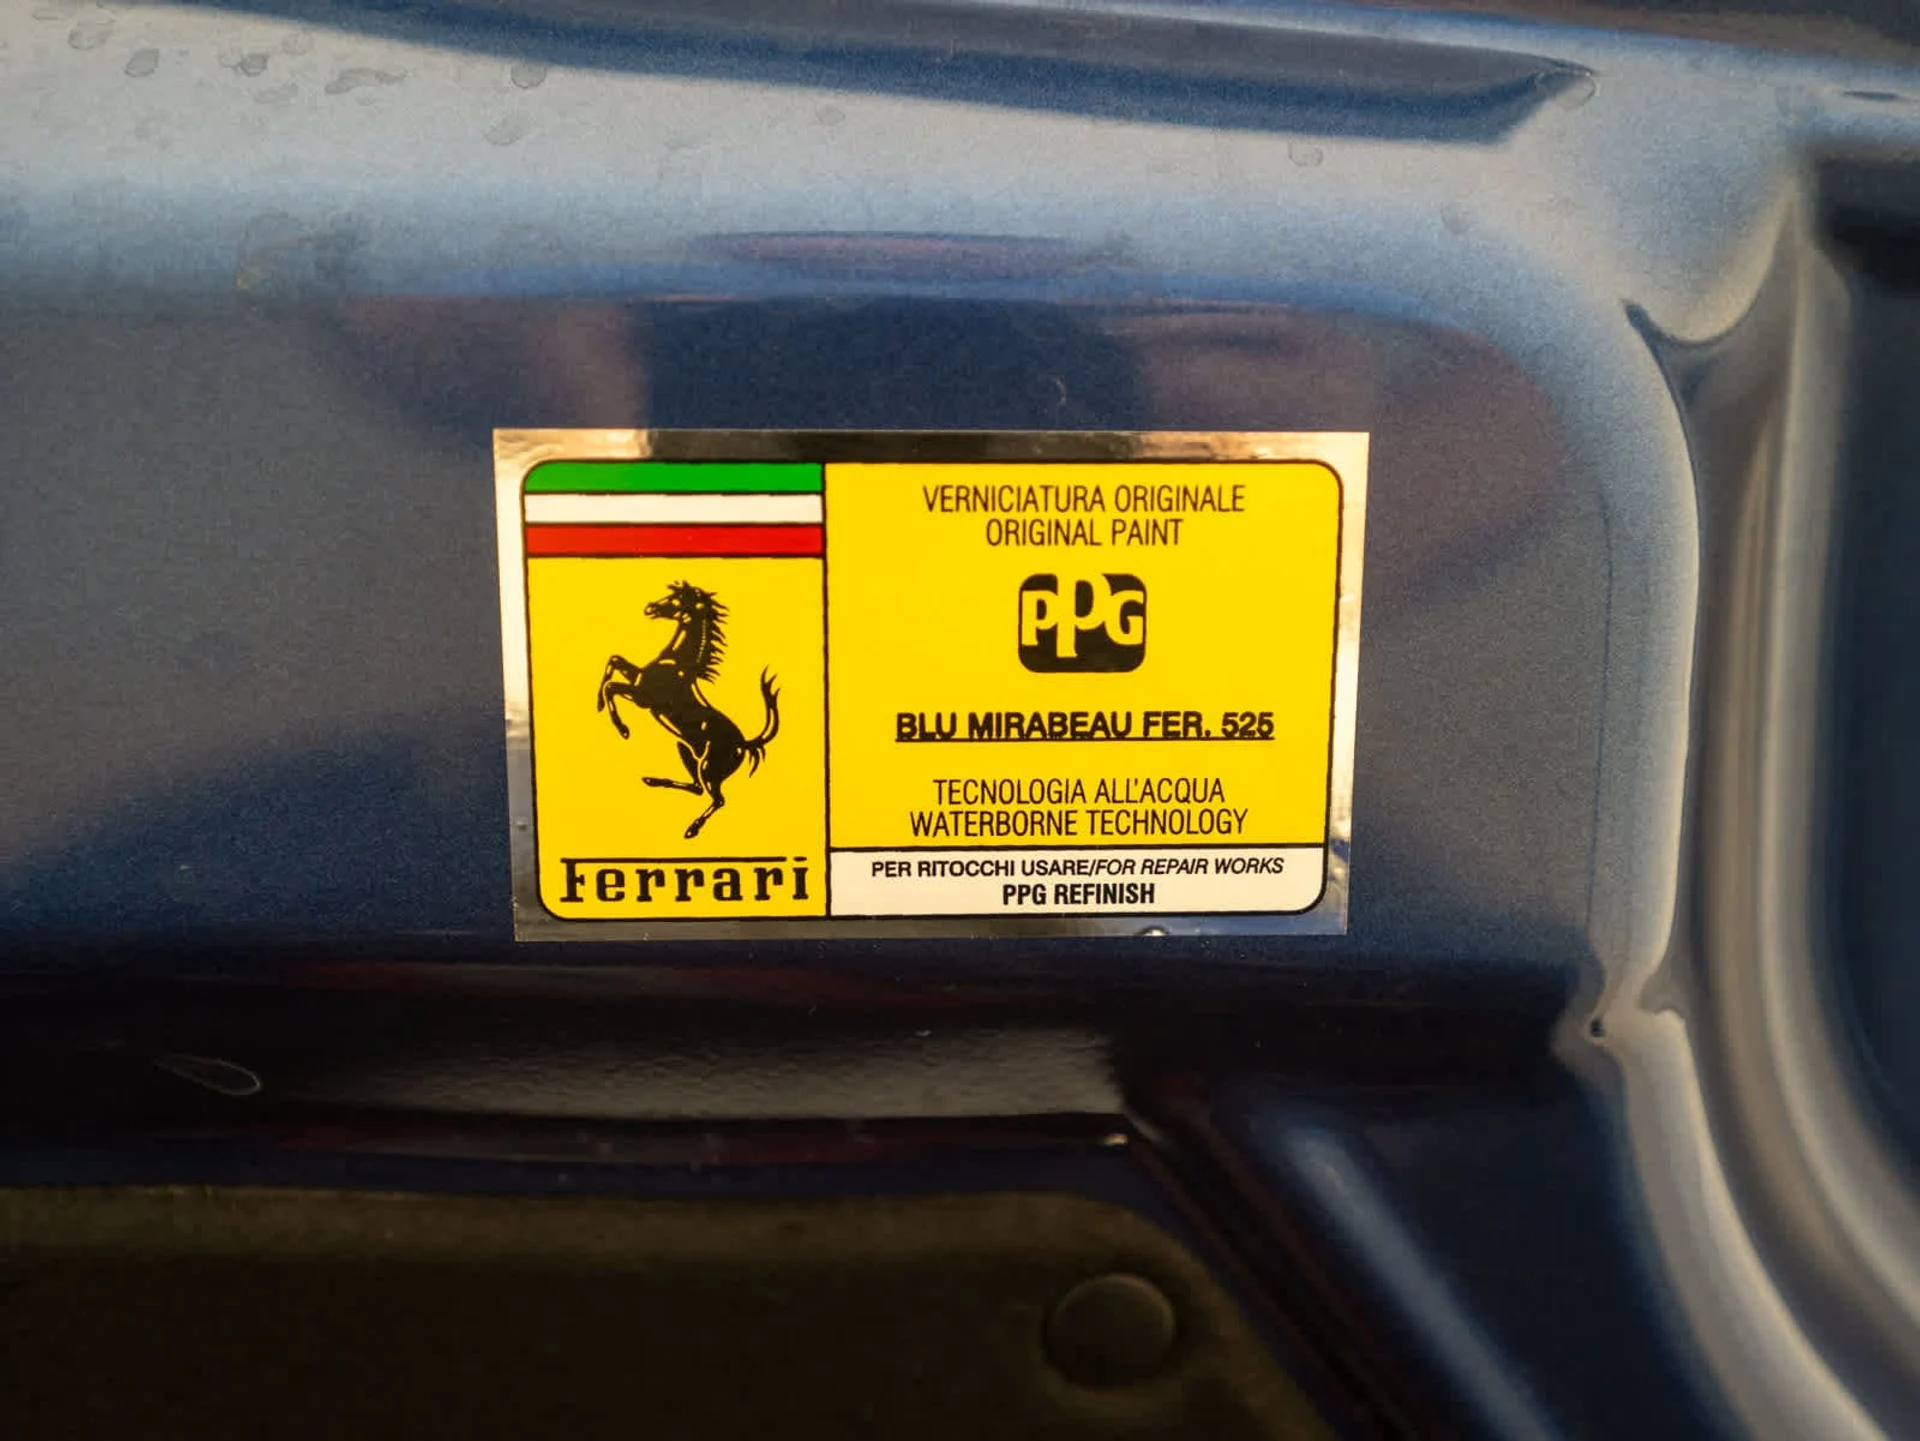 VERNICIATURA ORIGINALE
ORIGINAL PAINT
PPG
BLU MIRABEAU FER. 525
TECNOLOGIA ALL'ACQUA
WATERBORNE TECHNOLOGY
PER RITOCCHI USARE/FOR REPAIR WORKS
PPG REFINISH
Ferrari